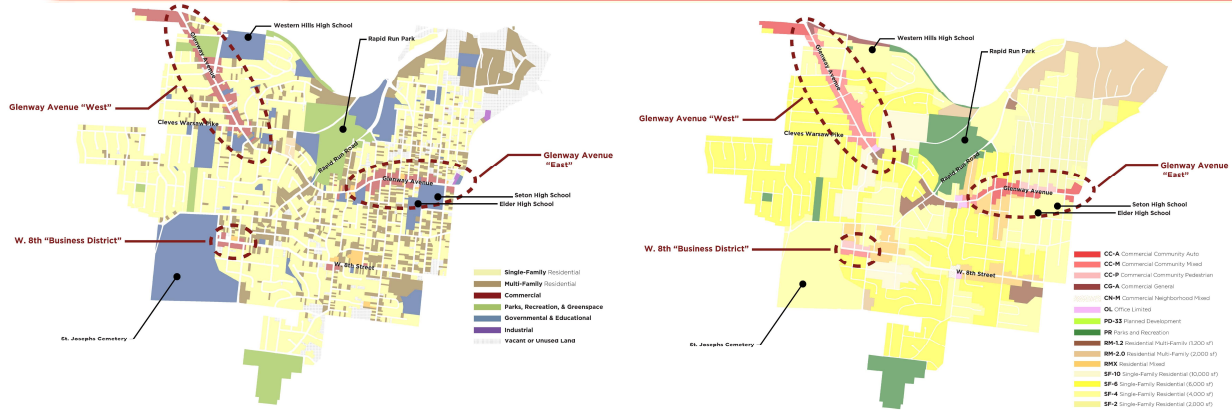 Western Hills High School
Rapid Run Park
Glenway Avenue
Glenway Avenue "West"
Cleves Warsaw Pike
Rapid Run Road
Glenway Avenue
"East"
Glenway Avenue
Seton High School
Elder High School
W. 8th "Business District"
W. 8th Street
St. Josephs Cemetery
Single-Family Residential
Multi-Family Residential
Commercial
Parks, Recreation, & Greenspace
Governmental & Educational
Industrial
Vacant or Unused Land
Western Hills High School
Rapid Run Park
Glenway Avenue
Glenway Avenue "West"
Cleves Warsaw Pike
Rapid Run Road
Glenway Avenue
"East"
Glenway Avenue
Seton High School
Elder High School
W. 8th "Business District"
W. 8th Street
St. Josephs Cemetery
CC-A Commercial Community Auto
CC-M Commercial Community Mixed
CC-P Commercial Community Pedestrian
CG-A Commercial General
CN-M Commercial Neighborhood Mixed
OL Office Limited
PD-33 Planned Development
PR Parks and Recreation
RM-1.2 Residential Multi-Family (1,200 sf)
RM-2.0 Residential Multi-Family (2,000 sf)
RMX Residential Mixed
SF-10 Single-Family Residential (10,000 sf)
SF-6 Single-Family Residential (6,000 sf)
SF-4 Single-Family Residential (4,000 sf)
SF-2 Single-Family Residential (2,000 sf)